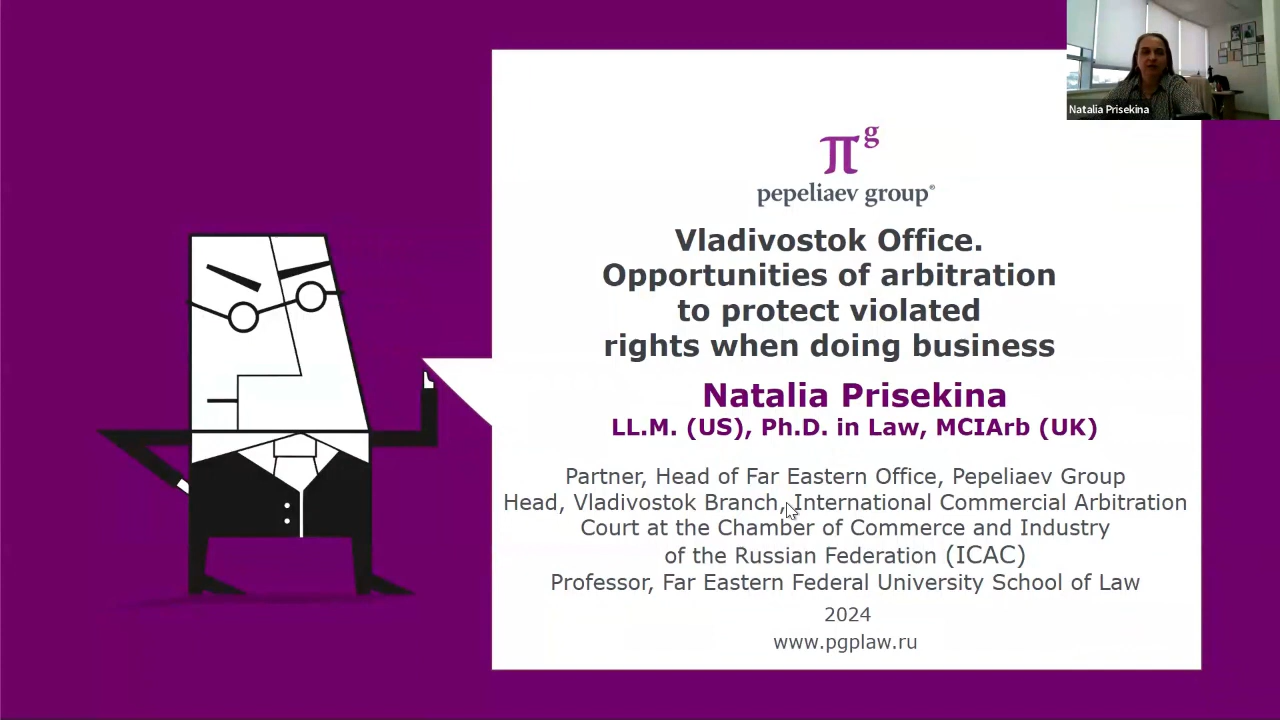 Natalia Prisekina
πg
pepeliaev group®
Vladivostok Office.
Opportunities of arbitration
to protect violated
rights when doing business
Natalia Prisekina
LL.M. (US), Ph.D. in Law, MCIArb (UK)
Partner, Head of Far Eastern Office, Pepeliaev Group
Head, Vladivostok Branch, International Commercial Arbitration
Court at the Chamber of Commerce and Industry
of the Russian Federation (ICAC)
Professor, Far Eastern Federal University School of Law
2024
www.pgplaw.ru